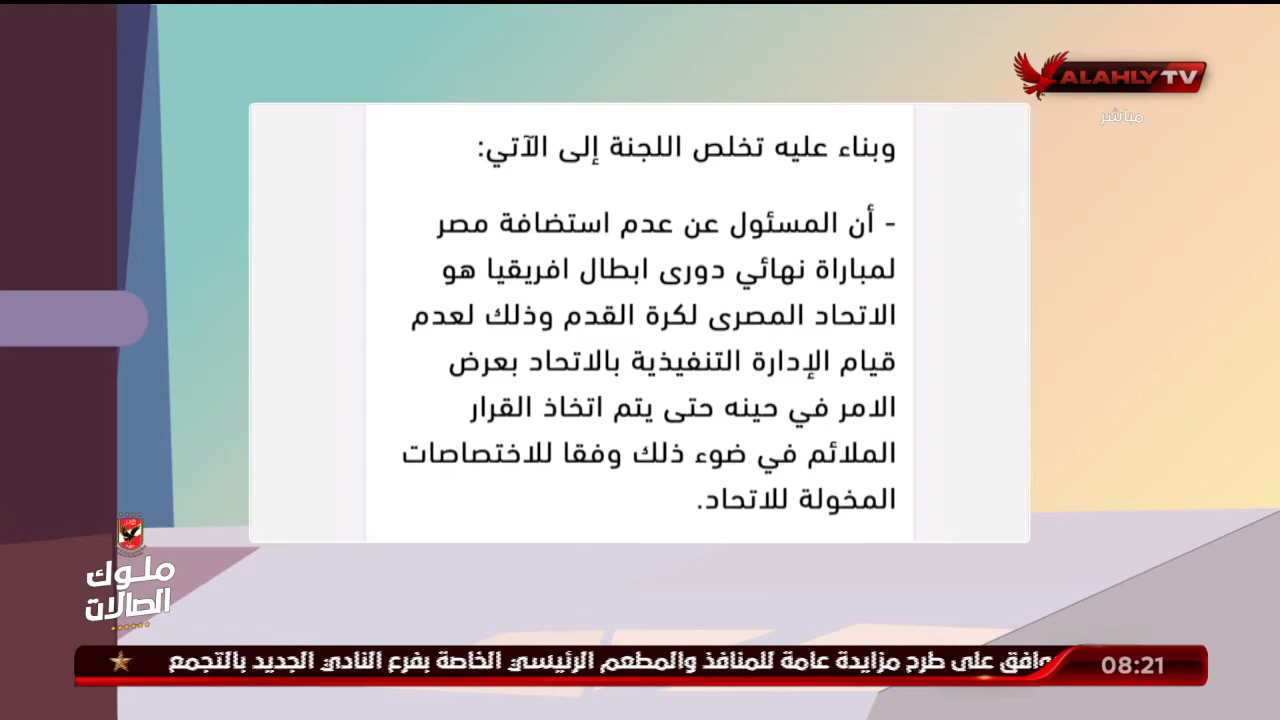 ALAHLY TV
مباشر
وبناء عليه تخلص اللجنة إلى الآتي:
- أن المسئول عن عدم استضافة مصر
لمباراة نهائي دورى ابطال افريقيا هو
الاتحاد المصرى لكرة القدم وذلك لعدم
قيام الإدارة التنفيذية بالاتحاد بعرض
الامر في حينه حتى يتم اتخاذ القرار
الملائم في ضوء ذلك وفقا للاختصاصات
المخولة للاتحاد.
ملوك
الصالات
على طرح مزايدة عامة للمنافذ والمطعم الرئيسي الخاصة بفرع النادي الجديد بالتجمع
08:21